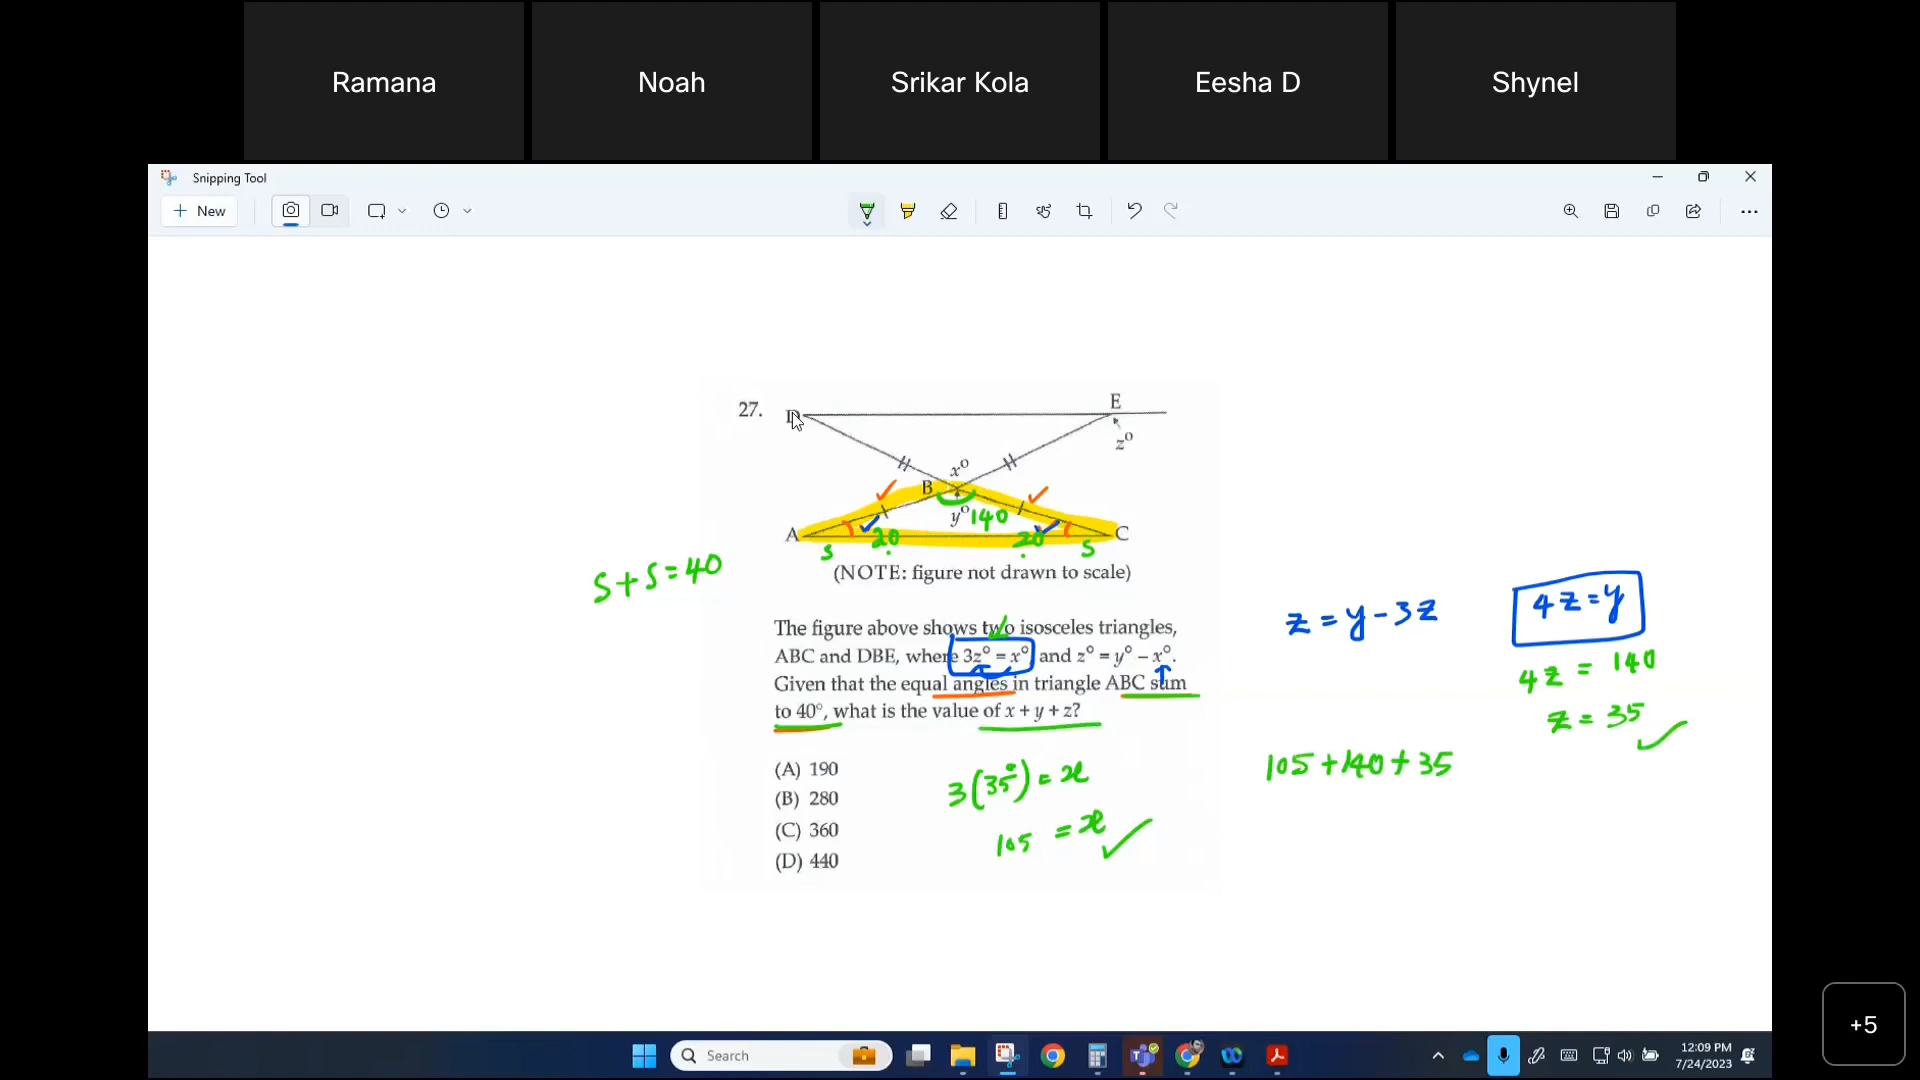 Ramana
Noah
Srikar Kola
Eesha D
Shynel
Snipping Tool
New
27.
E
z°
x°
B
y° 140
A
20
20
C
s
s
(NOTE: figure not drawn to scale)
s+s=40
The figure above shows two isosceles triangles,
ABC and DBE, where 3z° = x° and z° = y° – x°.
Given that the equal angles in triangle ABC sum
to 40°, what is the value of x + y + z?
(A) 190
(B) 280
(C) 360
(D) 440
3(35°) = x
105 = x
z = y - 3z
4z = y
4z = 140
z = 35
105 + 140 + 35
+5
Search
12:09 PM
7/24/2023